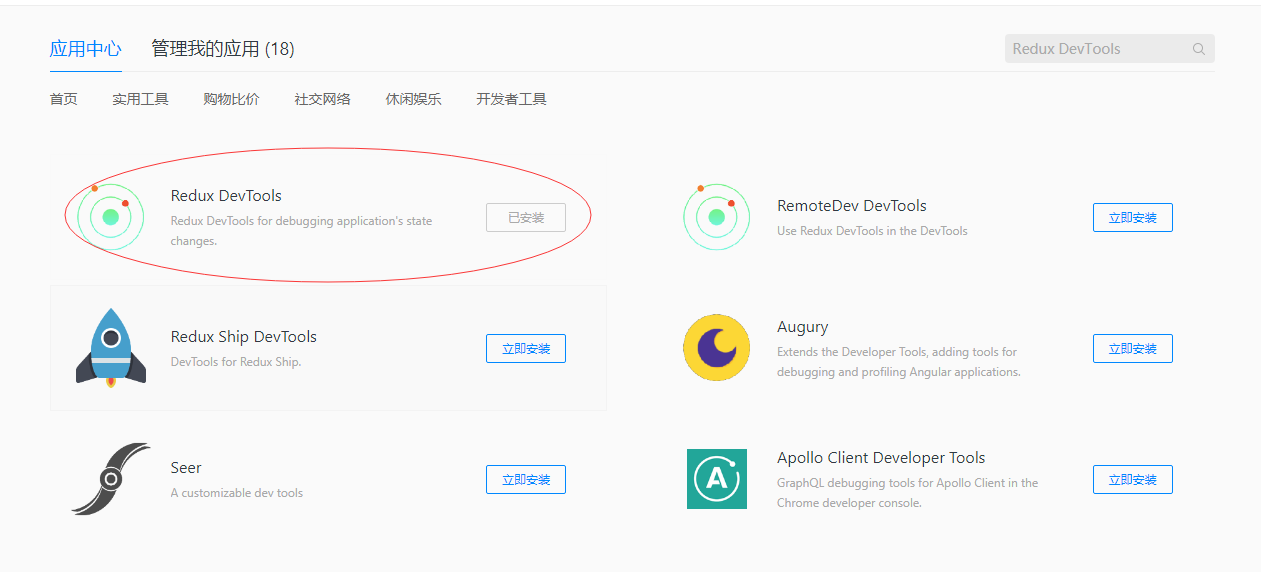 应用中心 管理我的应用 (18) Redux DevTools
首页 实用工具 购物比价 社交网络 休闲娱乐 开发者工具
Redux DevTools
Redux DevTools for debugging application's state
changes.
已安装
RemoteDev DevTools
Use Redux DevTools in the DevTools
立即安装
Redux Ship DevTools
DevTools for Redux Ship.
立即安装
Augury
Extends the Developer Tools, adding tools for
debugging and profiling Angular applications.
立即安装
Seer
A customizable dev tools
立即安装
Apollo Client Developer Tools
GraphQL debugging tools for Apollo Client in the
Chrome developer console.
立即安装